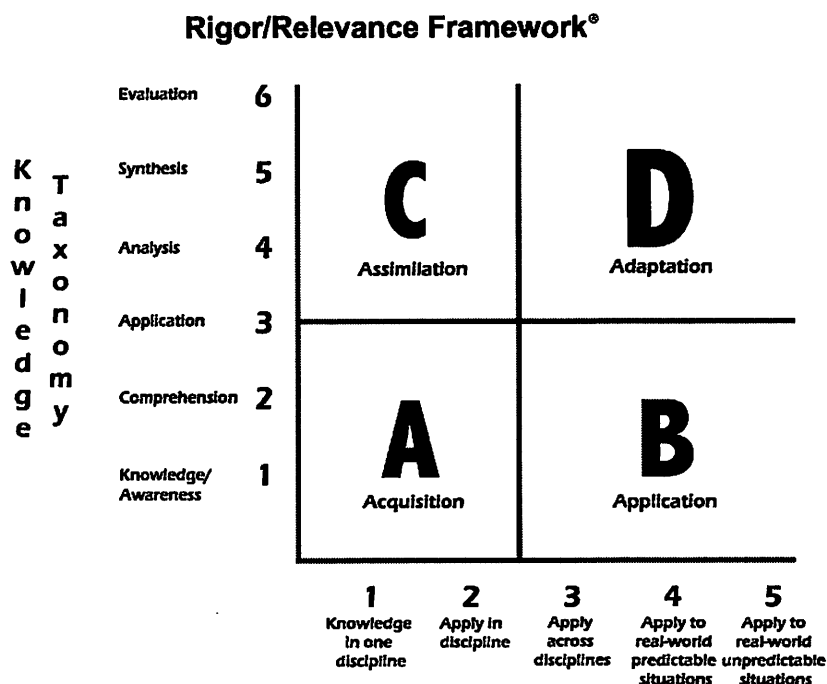 Rigor/Relevance Framework®
Knowledge
Taxonomy
Evaluation 6
Synthesis 5
Analysis 4
Application 3
Comprehension 2
Knowledge/
Awareness 1
C
Assimilation
D
Adaptation
A
Acquisition
B
Application
1 2 3 4 5
Knowledge
in one
discipline
Apply in
discipline
Apply
across
disciplines
Apply to
real-world
predictable
situations
Apply to
real-world
unpredictable
situations